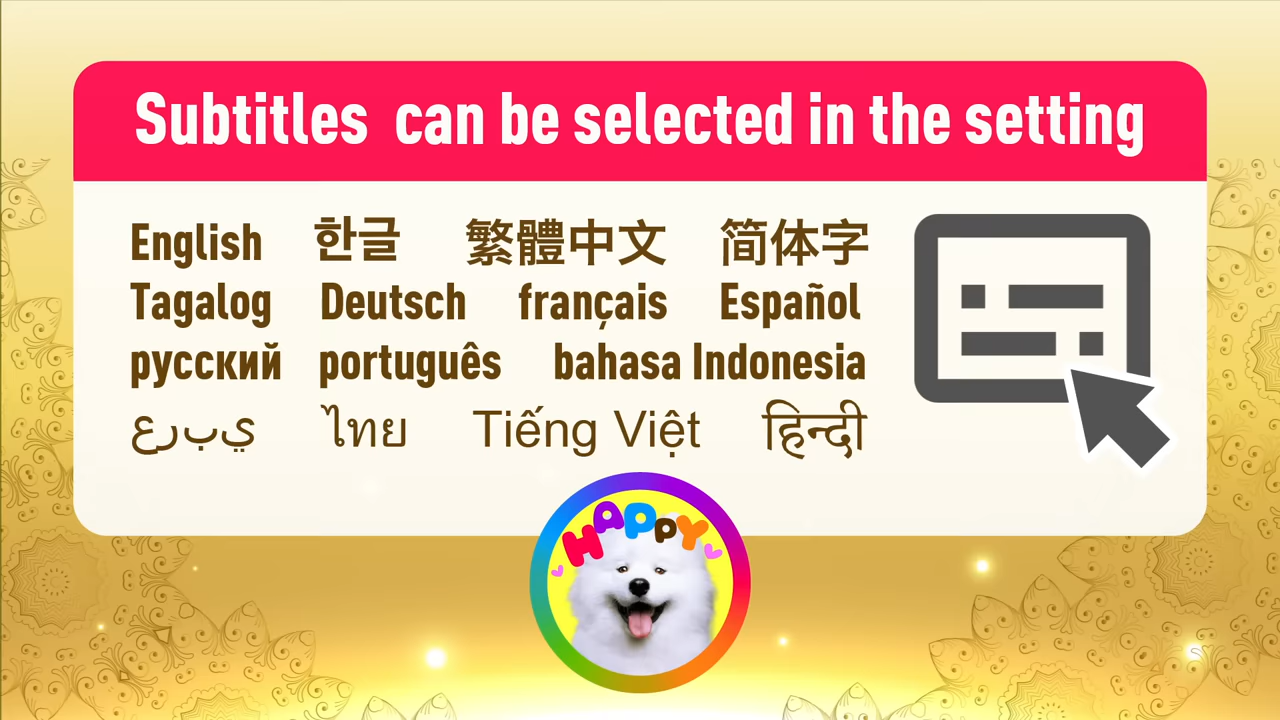 Subtitles can be selected in the setting
English 한글 繁體中文 简体字
Tagalog Deutsch français Español
русский português bahasa Indonesia
ﻱﺏﺭﻉ ไทย Tiếng Việt हिन्दी
HAPPY